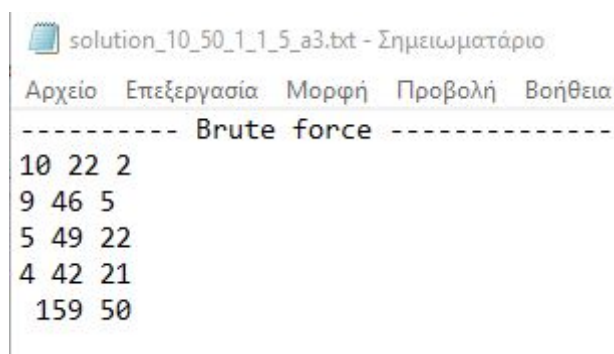 solution_10_50_1_1_5_a3.txt - Σημειωματάριο
Αρχείο Επεξεργασία Μορφή Προβολή Βοήθεια
---------- Brute force --------------
10 22 2
9 46 5
5 49 22
4 42 21
159 50